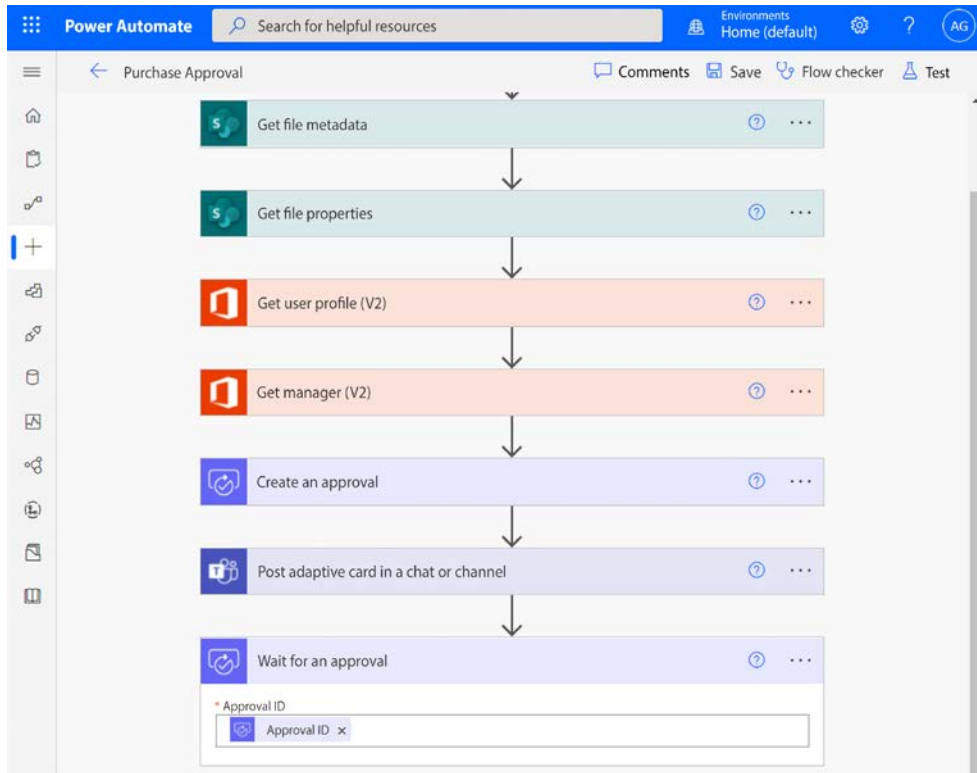 Power Automate
Search for helpful resources
Environments
Home (default)
?
AG
Purchase Approval
Comments
Save
Flow checker
Test
S
Get file metadata
? ...
S
Get file properties
? ...
Get user profile (V2)
? ...
Get manager (V2)
? ...
Create an approval
? ...
T
Post adaptive card in a chat or channel
? ...
Wait for an approval
? ...
* Approval ID
Approval ID ×